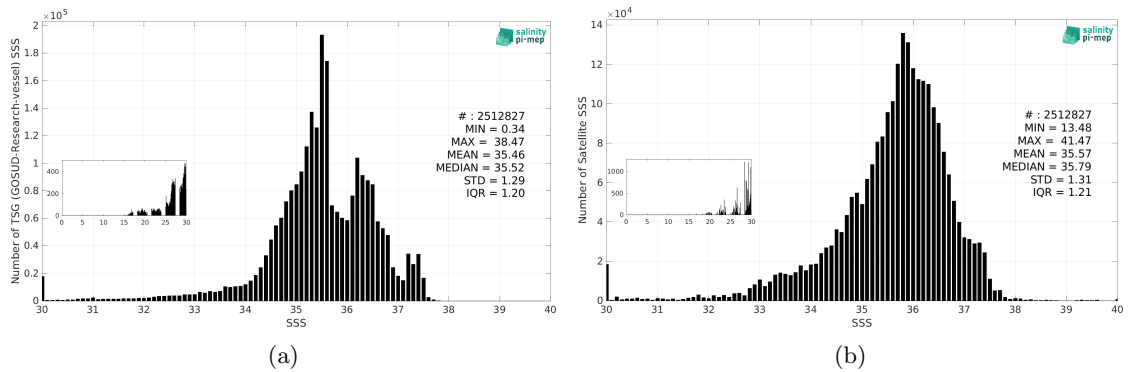 ×10⁵
2
1.8
1.6
1.4
1.2
1
0.8
0.6
0.4
0.2
0
Number of TSG (GOSUD-Research-vessel) SSS
salinity
pi-mep
# : 2512827
MIN = 0.34
MAX = 38.47
MEAN = 35.46
MEDIAN = 35.52
STD = 1.29
IQR = 1.20
400
200
0
0 5 10 15 20 25 30
30 31 32 33 34 35 36 37 38 39 40
SSS
(a)
×10⁴
14
12
10
8
6
4
2
0
Number of Satellite SSS
salinity
pi-mep
# : 2512827
MIN = 13.48
MAX = 41.47
MEAN = 35.57
MEDIAN = 35.79
STD = 1.31
IQR = 1.21
1000
500
0
0 5 10 15 20 25 30
30 31 32 33 34 35 36 37 38 39 40
SSS
(b)